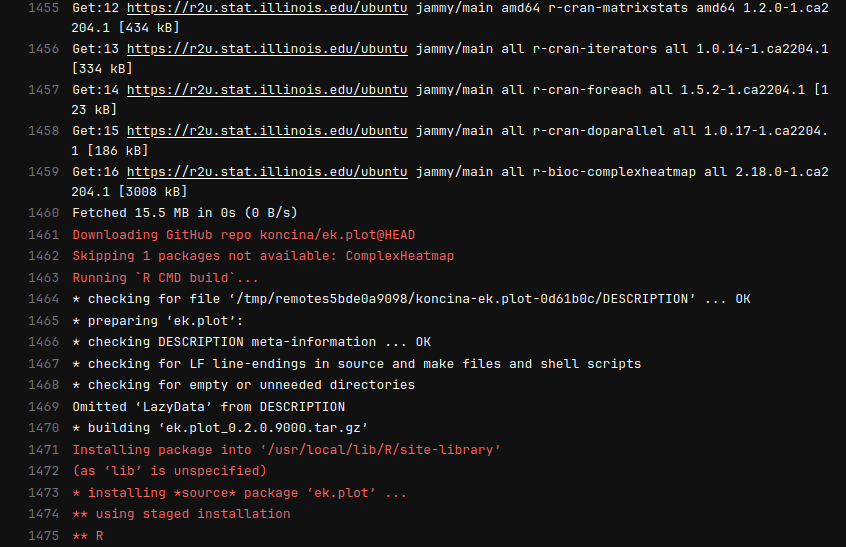 1455 Get:12 https://r2u.stat.illinois.edu/ubuntu jammy/main amd64 r-cran-matrixstats amd64 1.2.0-1.ca2
204.1 [434 kB]
1456 Get:13 https://r2u.stat.illinois.edu/ubuntu jammy/main all r-cran-iterators all 1.0.14-1.ca2204.1
[334 kB]
1457 Get:14 https://r2u.stat.illinois.edu/ubuntu jammy/main all r-cran-foreach all 1.5.2-1.ca2204.1 [1
23 kB]
1458 Get:15 https://r2u.stat.illinois.edu/ubuntu jammy/main all r-cran-doparallel all 1.0.17-1.ca2204.
1 [186 kB]
1459 Get:16 https://r2u.stat.illinois.edu/ubuntu jammy/main all r-bioc-complexheatmap all 2.18.0-1.ca2
204.1 [3008 kB]
1460 Fetched 15.5 MB in 0s (0 B/s)
1461 Downloading GitHub repo koncina/ek.plot@HEAD
1462 Skipping 1 packages not available: ComplexHeatmap
1463 Running `R CMD build`...
1464 * checking for file ‘/tmp/remotes5bde0a9098/koncina-ek.plot-0d61b0c/DESCRIPTION’ ... OK
1465 * preparing ‘ek.plot’:
1466 * checking DESCRIPTION meta-information ... OK
1467 * checking for LF line-endings in source and make files and shell scripts
1468 * checking for empty or unneeded directories
1469 Omitted ‘LazyData’ from DESCRIPTION
1470 * building ‘ek.plot_0.2.0.9000.tar.gz’
1471 Installing package into ‘/usr/local/lib/R/site-library’
1472 (as ‘lib’ is unspecified)
1473 * installing *source* package ‘ek.plot’ ...
1474 ** using staged installation
1475 ** R